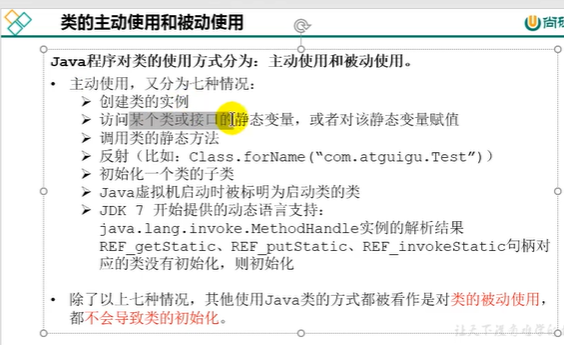 类的主动使用和被动使用
尚硅
Java程序对类的使用方式分为：主动使用和被动使用。
• 主动使用，又分为七种情况：
➢ 创建类的实例
➢ 访问某个类或接口的静态变量，或者对该静态变量赋值
➢ 调用类的静态方法
➢ 反射（比如：Class.forName(“com.atguigu.Test”)）
➢ 初始化一个类的子类
➢ Java虚拟机启动时被标明为启动类的类
➢ JDK 7 开始提供的动态语言支持：
java.lang.invoke.MethodHandle实例的解析结果
REF_getStatic、REF_putStatic、REF_invokeStatic句柄对
应的类没有初始化，则初始化
• 除了以上七种情况，其他使用Java类的方式都被看作是对类的被动使用，
都不会导致类的初始化。
让天下没有难学的